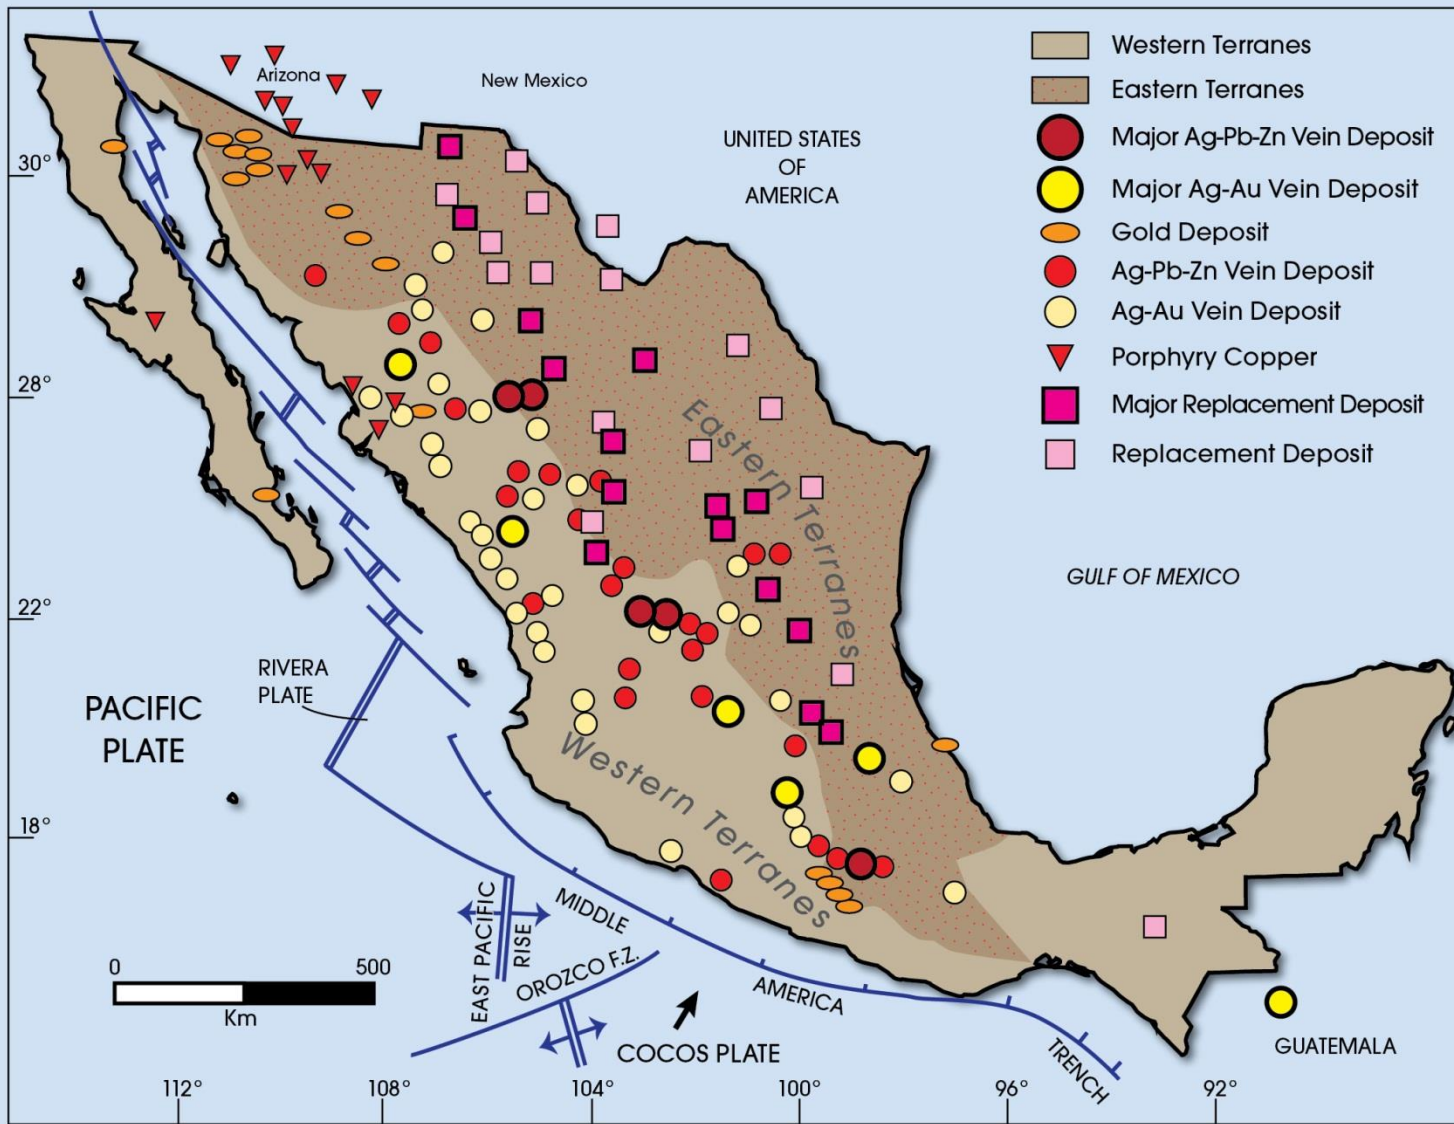 Arizona
New Mexico
UNITED STATES
OF
AMERICA
Western Terranes
Eastern Terranes
Major Ag-Pb-Zn Vein Deposit
Major Ag-Au Vein Deposit
Gold Deposit
Ag-Pb-Zn Vein Deposit
Ag-Au Vein Deposit
Porphyry Copper
Major Replacement Deposit
Replacement Deposit
30°
28°
22°
18°
Eastern Terranes
GULF OF MEXICO
RIVERA
PLATE
PACIFIC
PLATE
Western Terranes
EAST PACIFIC
RISE
MIDDLE
AMERICA
TRENCH
OROZCO F.Z.
COCOS PLATE
GUATEMALA
0
500
Km
112°
108°
104°
100°
96°
92°